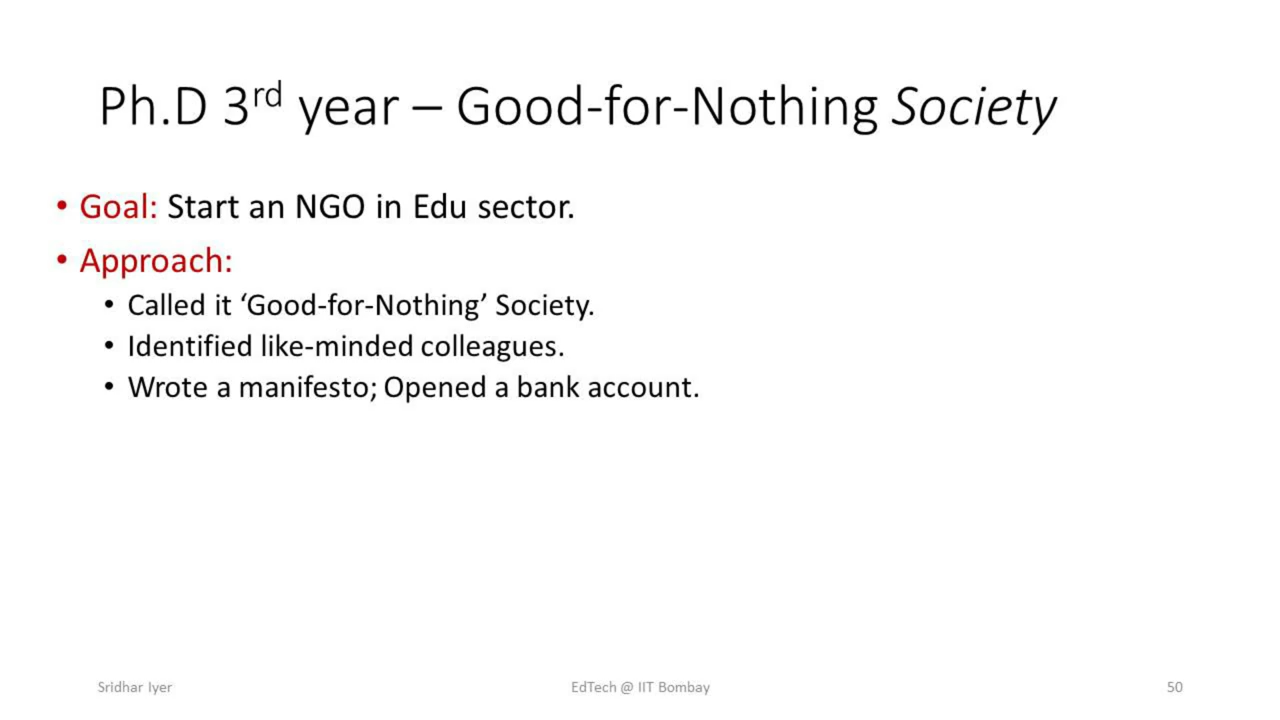 Ph.D 3rd year – Good-for-Nothing Society
• Goal: Start an NGO in Edu sector.
• Approach:
• Called it ‘Good-for-Nothing’ Society.
• Identified like-minded colleagues.
• Wrote a manifesto; Opened a bank account.
Sridhar Iyer EdTech @ IIT Bombay 50